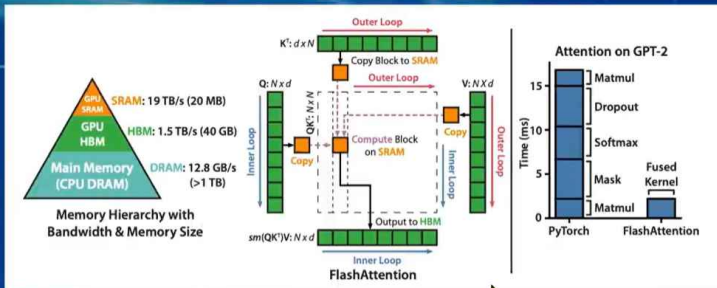 GPU
SRAM
SRAM: 19 TB/s (20 MB)
GPU
HBM
HBM: 1.5 TB/s (40 GB)
Main Memory
(CPU DRAM)
DRAM: 12.8 GB/s
(>1 TB)
Memory Hierarchy with
Bandwidth & Memory Size
Outer Loop
Kᵀ: d x N
Copy Block to SRAM
Outer Loop
Q: N x d
QKᵀ: N x N
V: N X d
Copy
Copy
Compute Block
on SRAM
Inner Loop
Inner Loop
Outer Loop
Output to HBM
sm(QKᵀ)V: N x d
Inner Loop
FlashAttention
Attention on GPT-2
Time (ms)
15
10
5
0
Matmul
Dropout
Softmax
Mask
Matmul
Fused
Kernel
PyTorch
FlashAttention